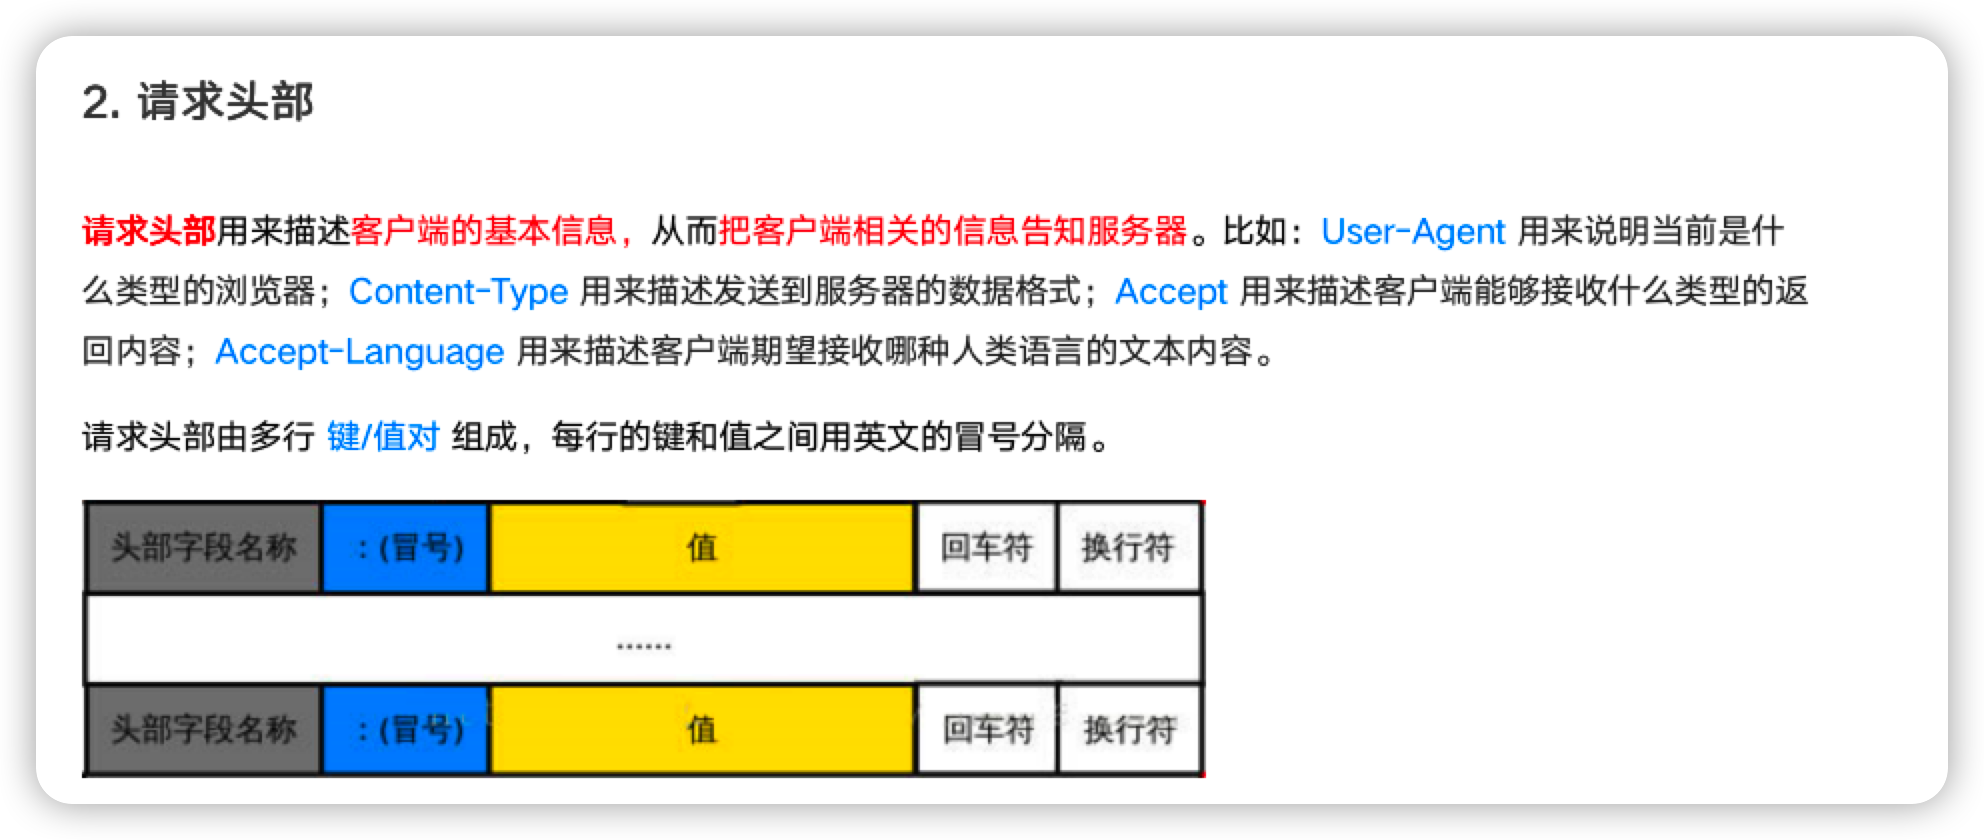 2. 请求头部
请求头部用来描述客户端的基本信息，从而把客户端相关的信息告知服务器。比如：User-Agent 用来说明当前是什
么类型的浏览器；Content-Type 用来描述发送到服务器的数据格式；Accept 用来描述客户端能够接收什么类型的返
回内容；Accept-Language 用来描述客户端期望接收哪种人类语言的文本内容。
请求头部由多行 键/值对 组成，每行的键和值之间用英文的冒号分隔。
头部字段名称 : (冒号) 值 回车符 换行符
......
头部字段名称 : (冒号) 值 回车符 换行符